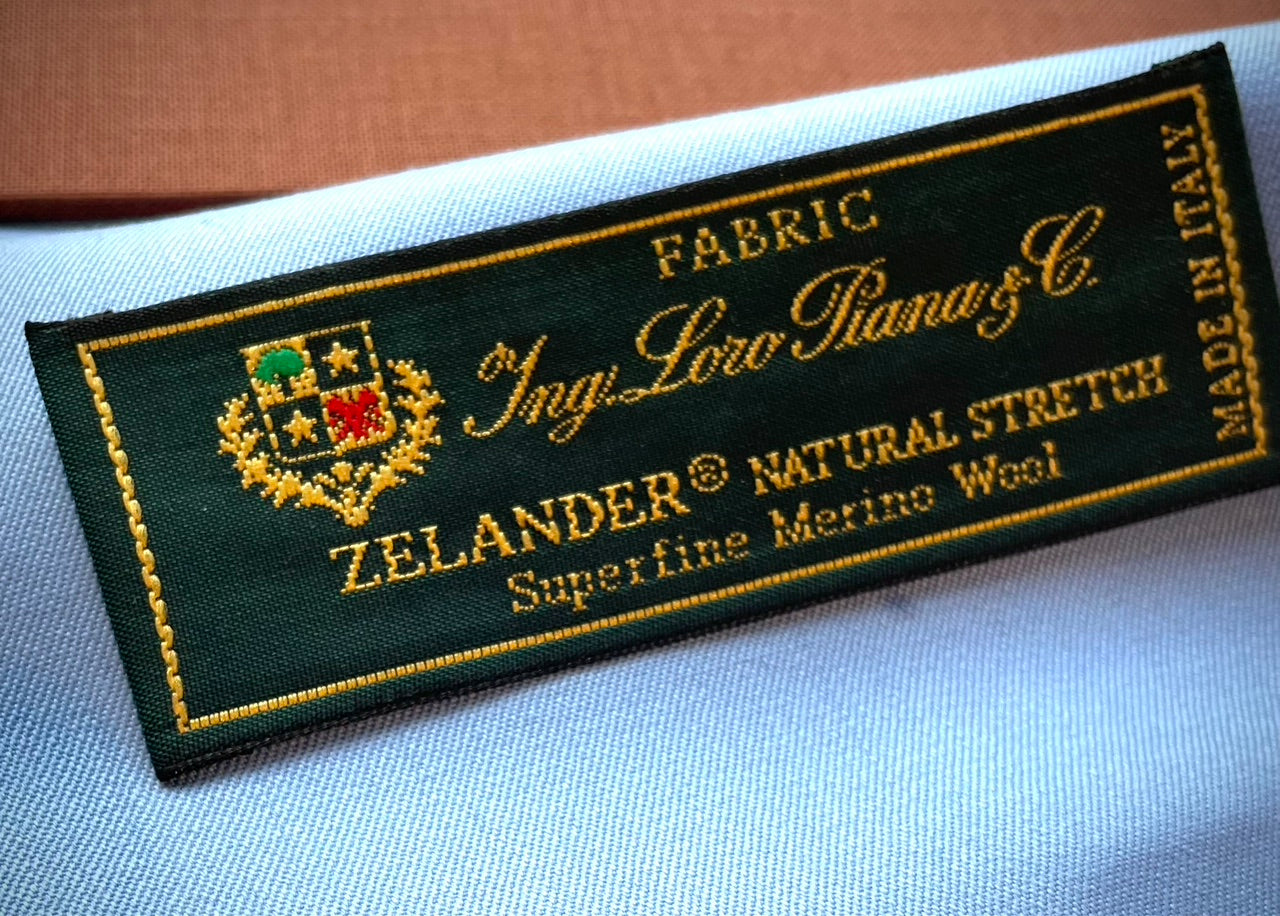 FABRIC
Ing. Loro Piana & C.
ZELANDER® NATURAL STRETCH
Superfine Merino Wool
MADE IN ITALY